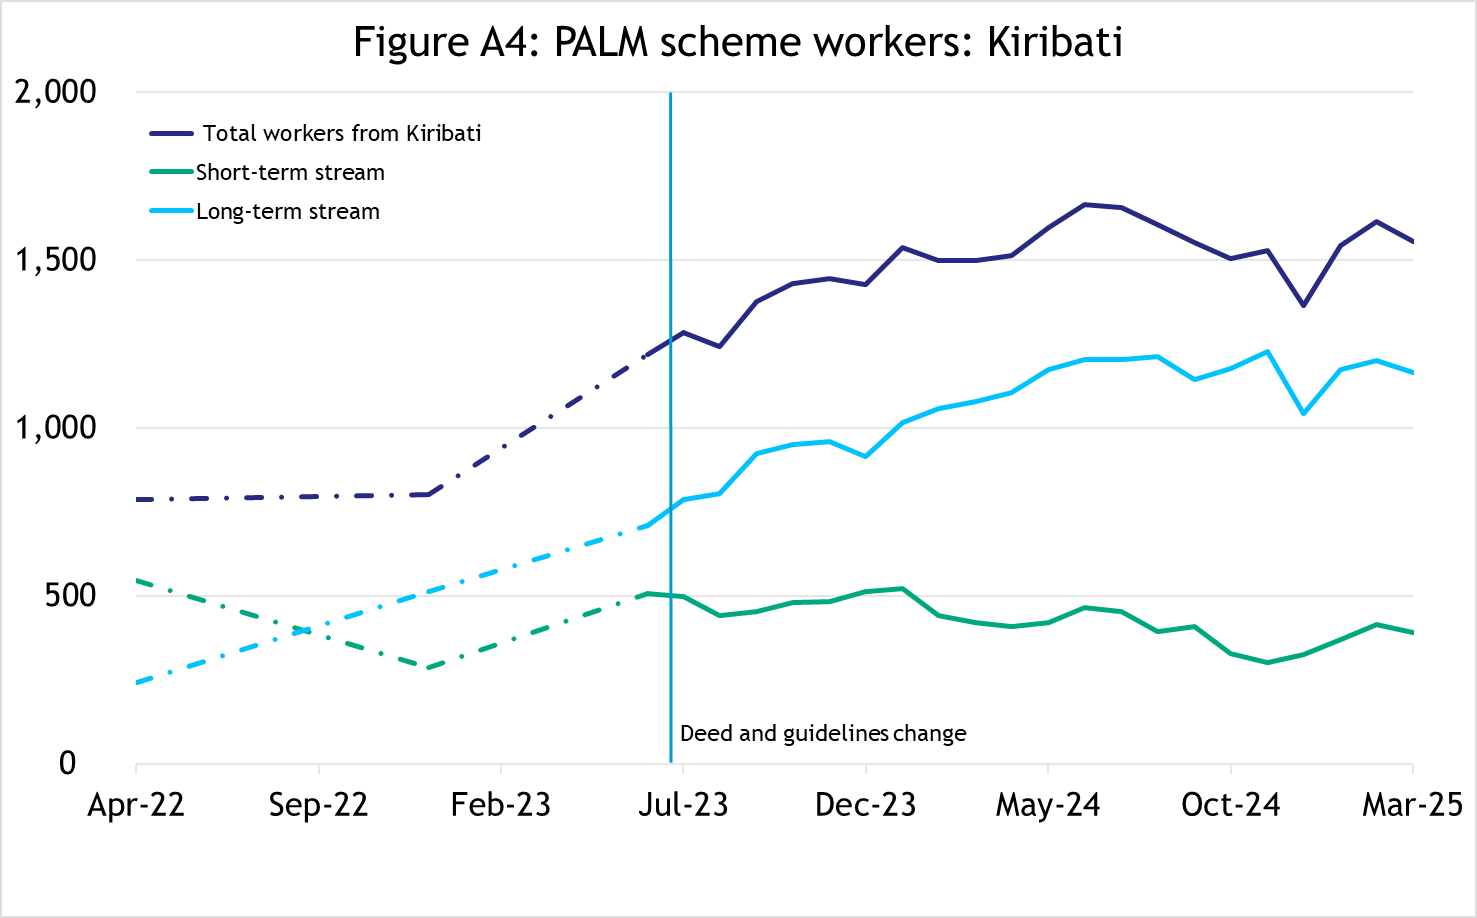 Figure A4: PALM scheme workers: Kiribati
2,000
1,500
1,000
500
0
Total workers from Kiribati
Short-term stream
Long-term stream
Deed and guidelines change
Apr-22 Sep-22 Feb-23 Jul-23 Dec-23 May-24 Oct-24 Mar-25